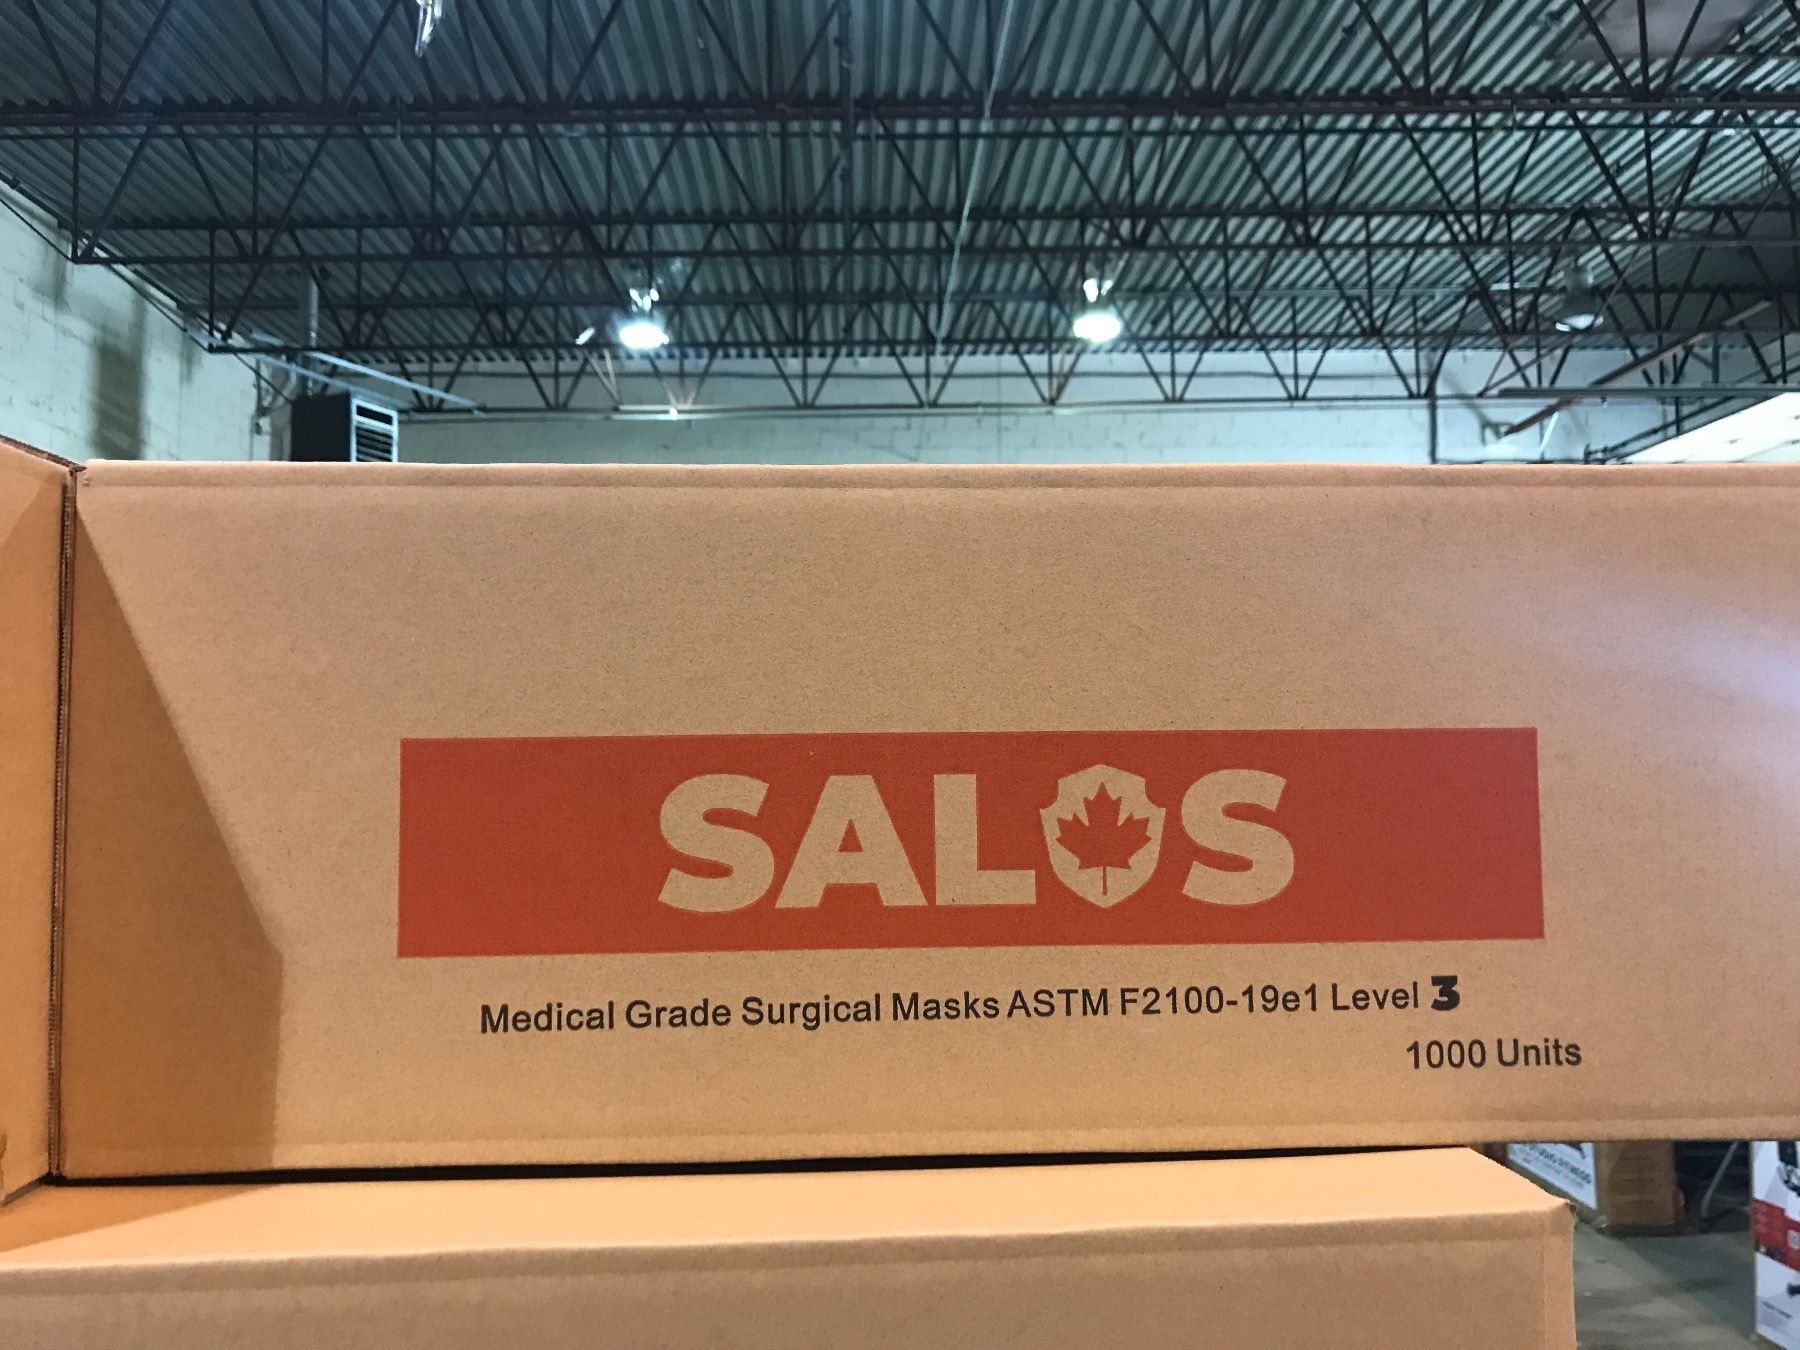 SALOS
Medical Grade Surgical Masks ASTM F2100-19e1 Level 3
1000 Units